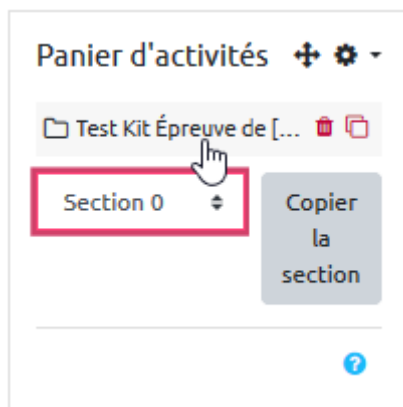 Panier d'activités
Test Kit Épreuve de [...
Section 0
Copier
la
section
?